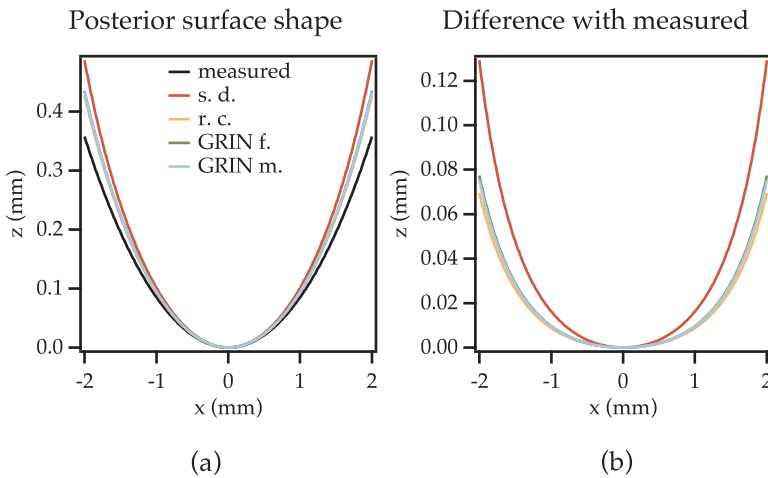 Posterior surface shape
measured
s. d.
r. c.
GRIN f.
GRIN m.
z (mm)
0.4
0.3
0.2
0.1
0.0
-2
-1
0
1
2
x (mm)
(a)
Difference with measured
z (mm)
0.12
0.10
0.08
0.06
0.04
0.02
0.00
-2
-1
0
1
2
x (mm)
(b)